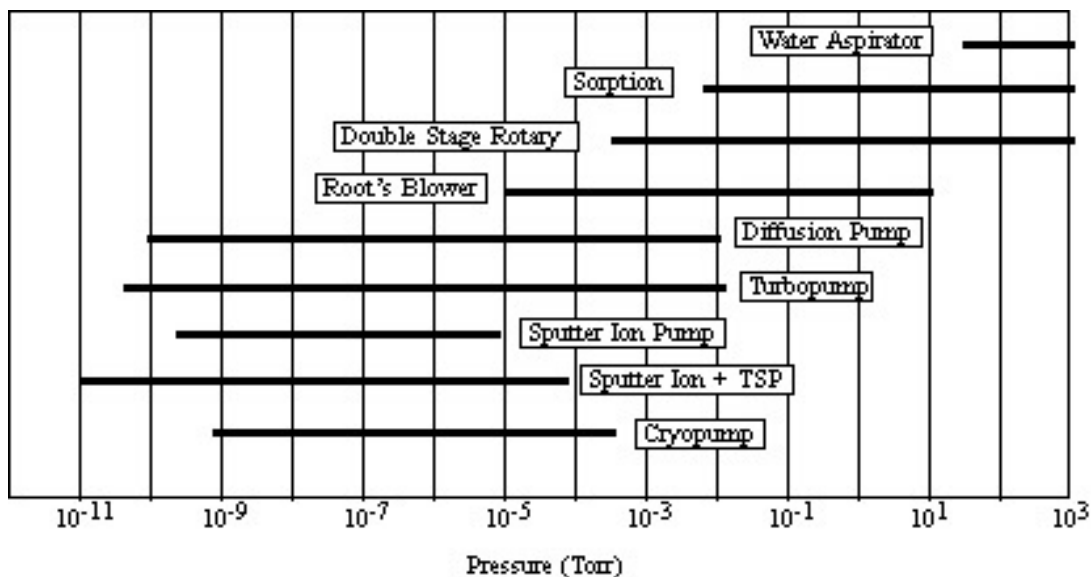 Water Aspirator
Sorption
Double Stage Rotary
Root's Blower
Diffusion Pump
Turbopump
Sputter Ion Pump
Sputter Ion + TSP
Cryopump
10-11 10-9 10-7 10-5 10-3 10-1 101 103
Pressure (Torr)